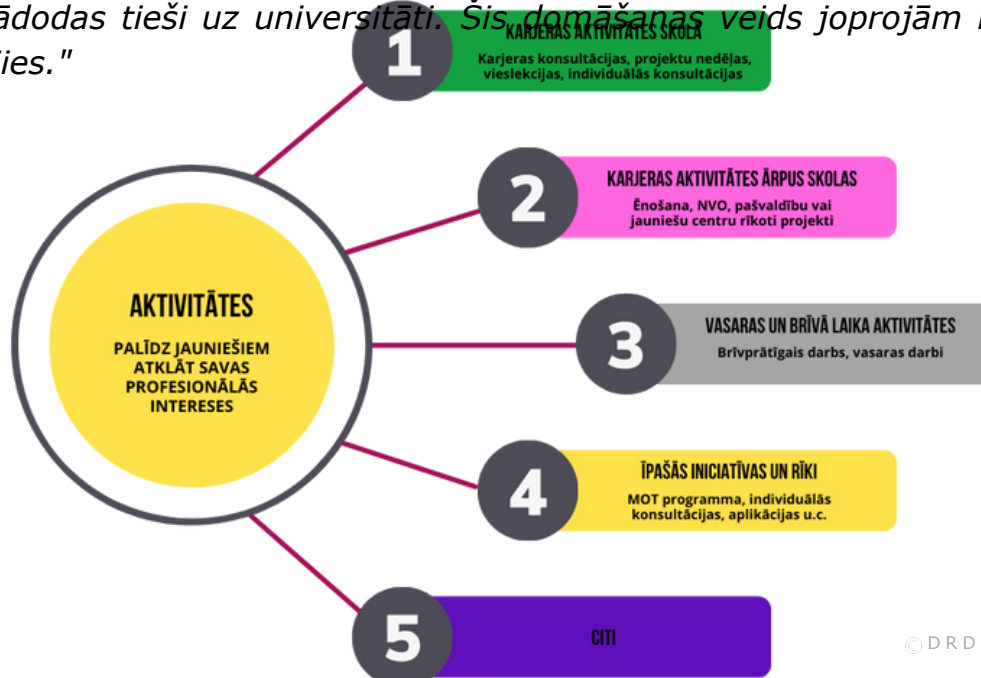 ādodas tieši uz universitāti. Šis domāšanas veids joprojām
ies."
1
KARJERAS AKTIVITĀTES SKOLĀ
Karjeras konsultācijas, projektu nedēļas,
vieslekcijas, individuālās konsultācijas
2
KARJERAS AKTIVITĀTES ĀRPUS SKOLAS
Ēnošana, NVO, pašvaldību vai
jauniešu centru rīkoti projekti
AKTIVITĀTES
PALĪDZ JAUNIEŠIEM
ATKLĀT SAVAS
PROFESIONĀLĀS
INTERESES
3
VASARAS UN BRĪVĀ LAIKA AKTIVITĀTES
Brīvprātīgais darbs, vasaras darbi
4
ĪPAŠĀS INICIATĪVAS UN RĪKI
MOT programma, individuālās
konsultācijas, aplikācijas u.c.
5
CITI
© DRD